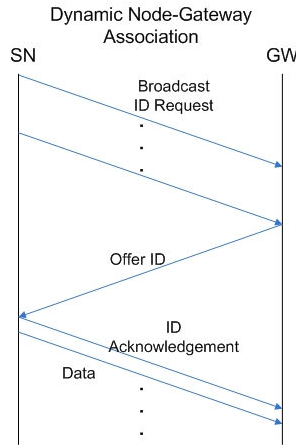 Dynamic Node-Gateway
Association
SN
GW
Broadcast
ID Request
Offer ID
ID
Acknowledgement
Data